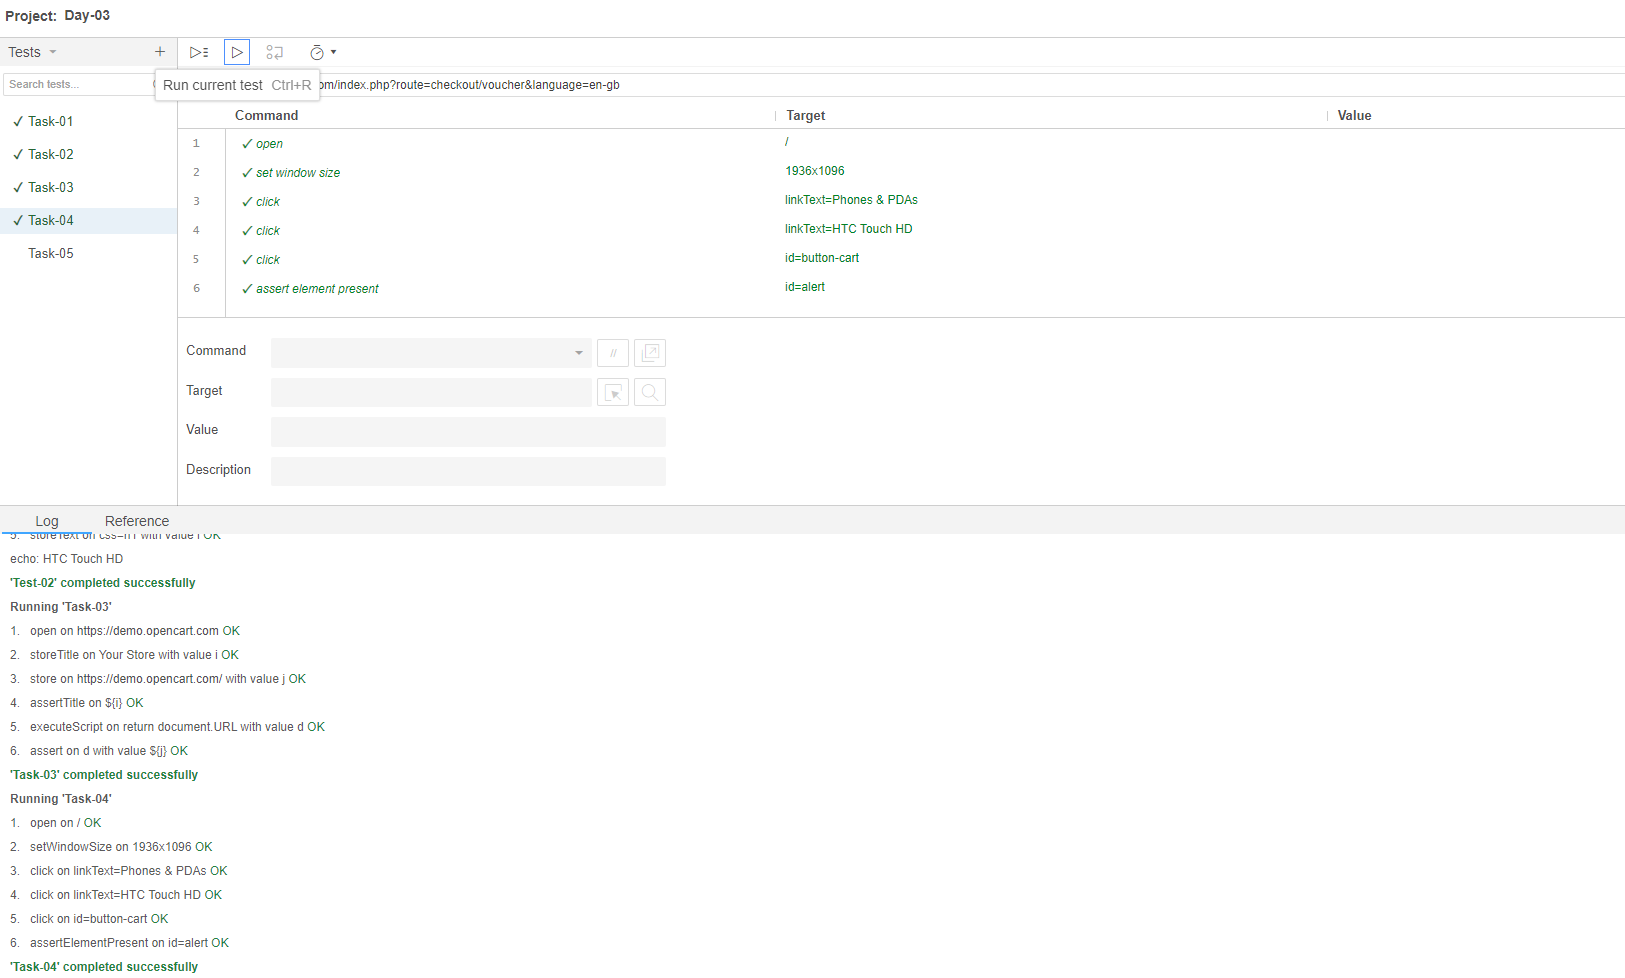 Project: Day-03
Tests
Search tests...
Run current test Ctrl+R
om/index.php?route=checkout/voucher&language=en-gb
Task-01
Task-02
Task-03
Task-04
Task-05
Command Target Value
1 open /
2 set window size 1936x1096
3 click linkText=Phones & PDAs
4 click linkText=HTC Touch HD
5 click id=button-cart
6 assert element present id=alert
Command //
Target
Value
Description
Log Reference
5. storeText on css=h1 with value i OK
echo: HTC Touch HD
'Test-02' completed successfully
Running 'Task-03'
1. open on https://demo.opencart.com OK
2. storeTitle on Your Store with value i OK
3. store on https://demo.opencart.com/ with value j OK
4. assertTitle on ${i} OK
5. executeScript on return document.URL with value d OK
6. assert on d with value ${j} OK
'Task-03' completed successfully
Running 'Task-04'
1. open on / OK
2. setWindowSize on 1936x1096 OK
3. click on linkText=Phones & PDAs OK
4. click on linkText=HTC Touch HD OK
5. click on id=button-cart OK
6. assertElementPresent on id=alert OK
'Task-04' completed successfully